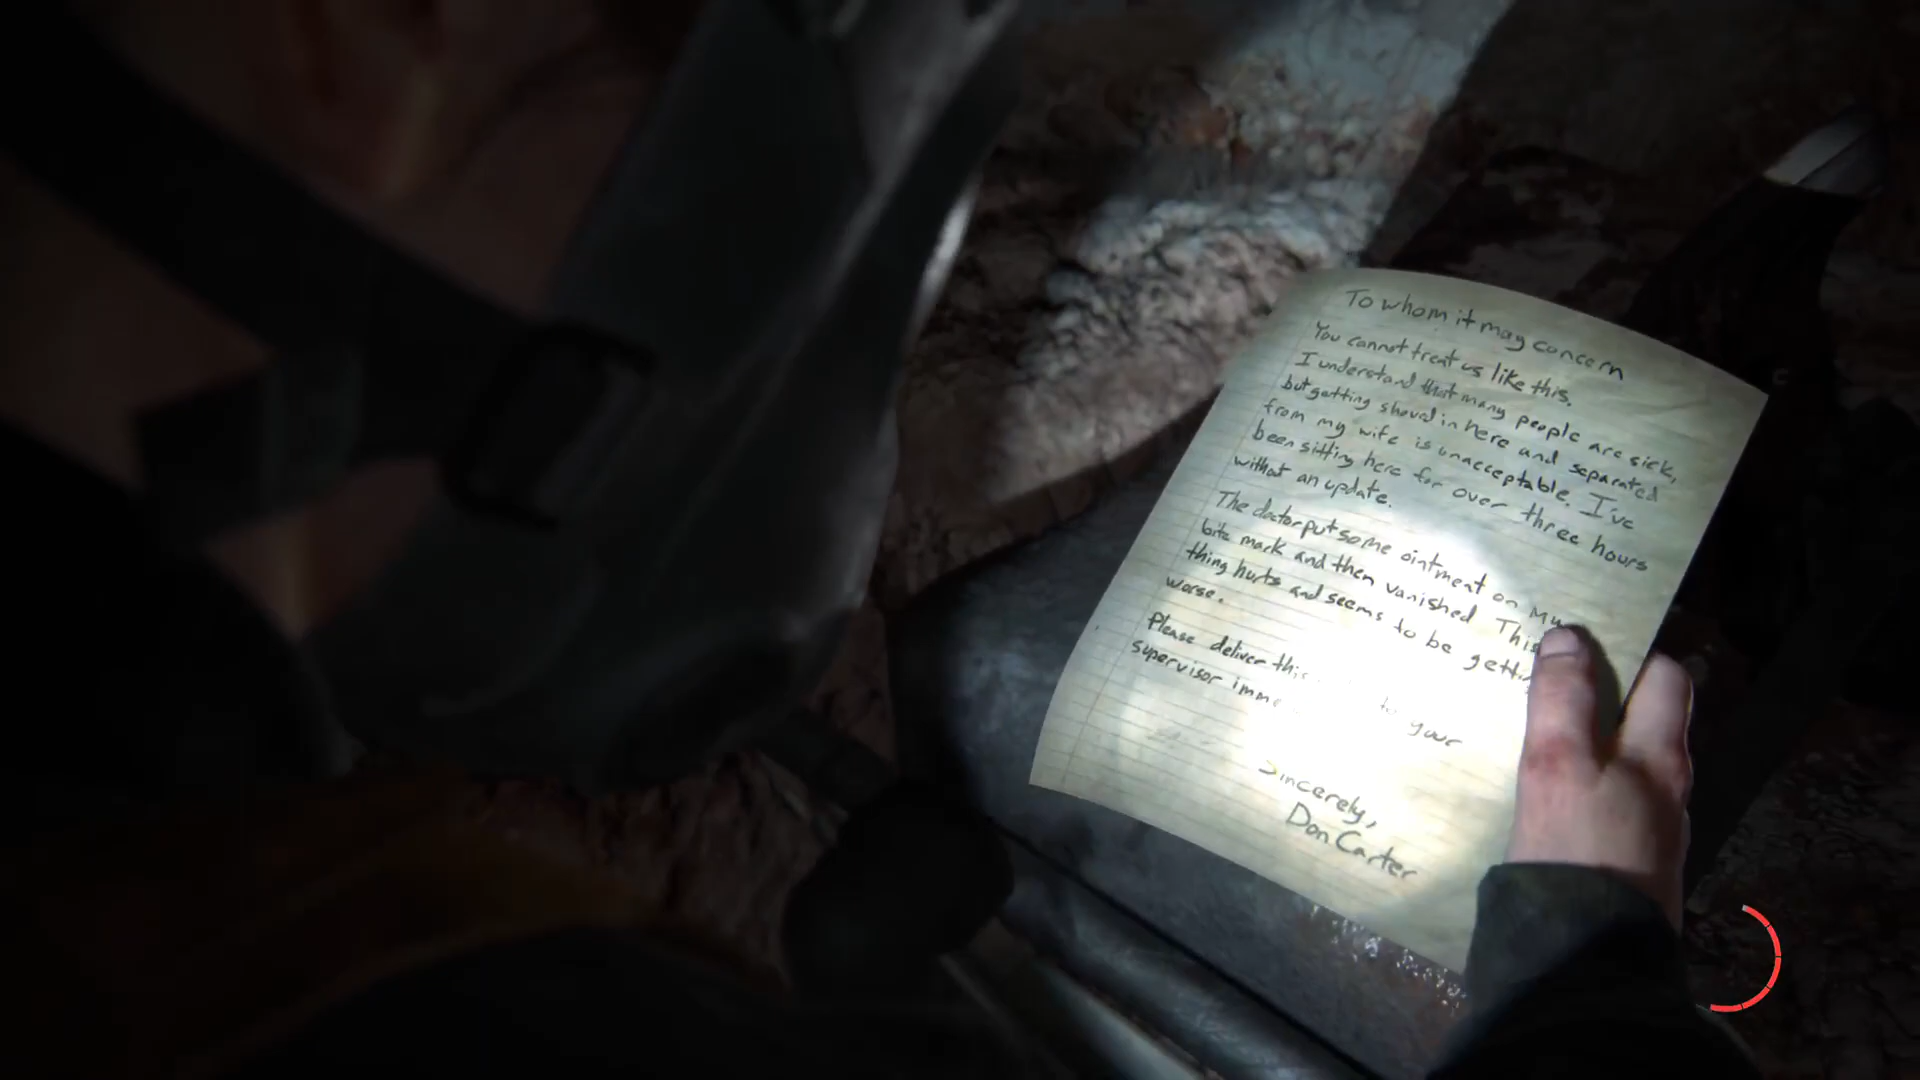 To whom it may concern
You cannot treat us like this.
I understand that many people are sick,
but getting shoved in here and separated
from my wife is unacceptable. I've
been sitting here for over three hours
without an update.
The doctor put some ointment on my
bite mark and then vanished. This
thing hurts and seems to be getti
worse.
Please deliver this to your
supervisor imme
Sincerely,
Don Carter